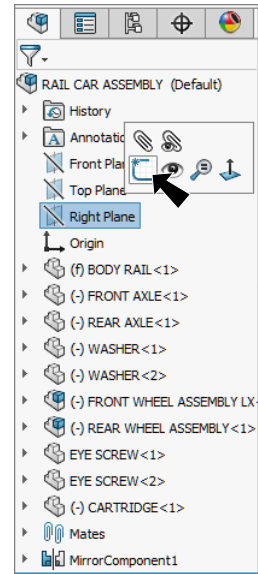 RAIL CAR ASSEMBLY (Default)
History
Front Plane
Top Plane
Right Plane
Origin
(f) BODY RAIL<1>
(-) FRONT AXLE<1>
(-) REAR AXLE<1>
(-) WASHER<1>
(-) WASHER<2>
(-) FRONT WHEEL ASSEMBLY LX
(-) REAR WHEEL ASSEMBLY<1>
EYE SCREW<1>
EYE SCREW<2>
(-) CARTRIDGE<1>
Mates
MirrorComponent1